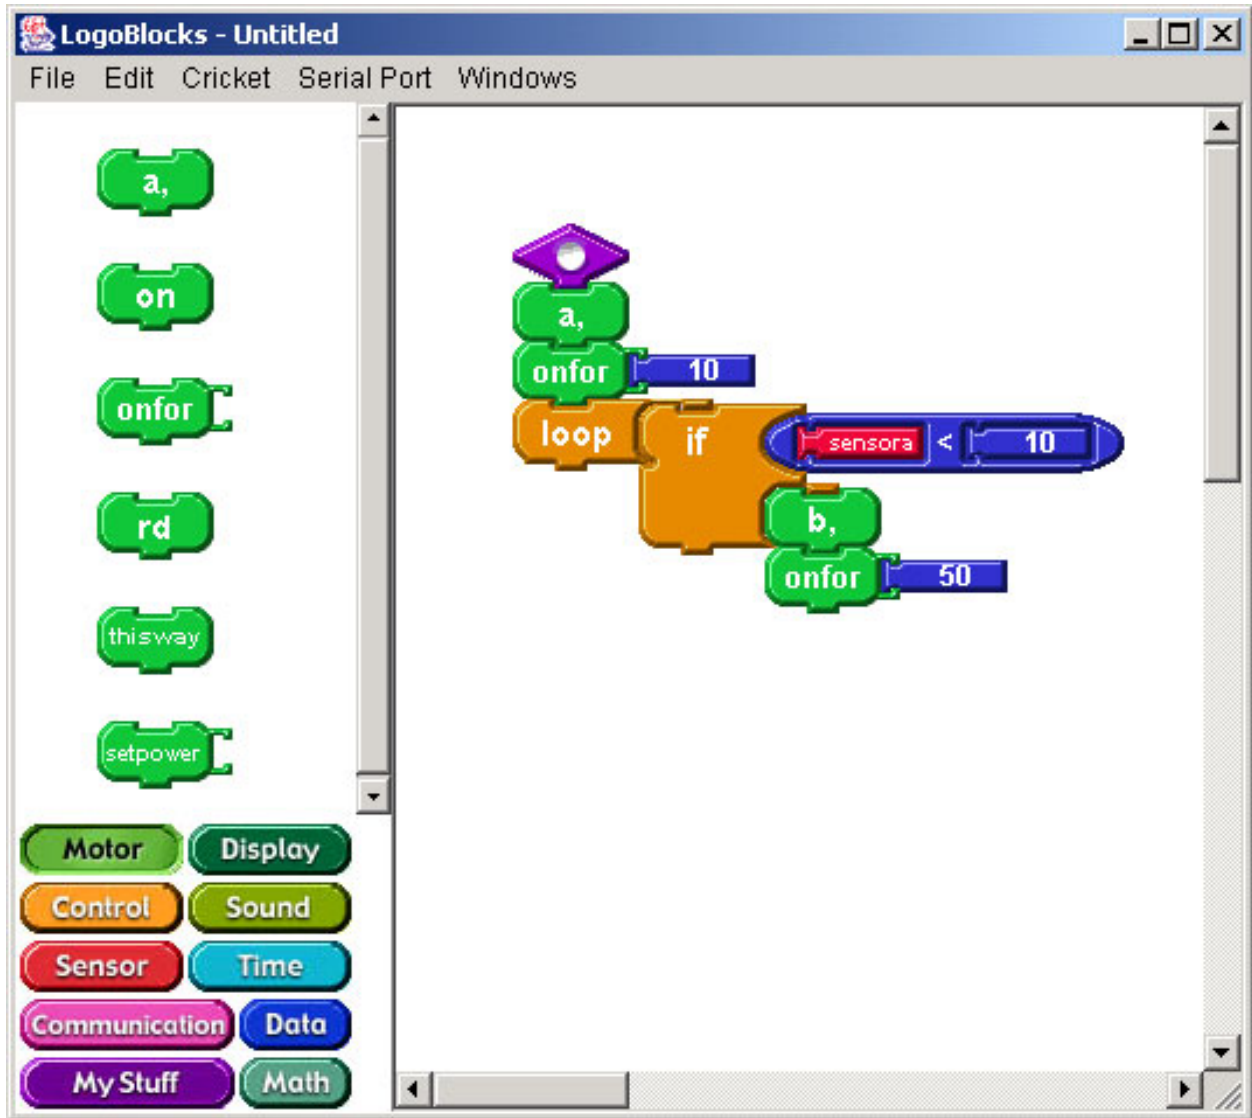 LogoBlocks - Untitled
File Edit Cricket Serial Port Windows
a,
on
onfor
rd
thisway
setpower
Motor Display
Control Sound
Sensor Time
Communication Data
My Stuff Math
a,
onfor 10
loop if sensora < 10
b,
onfor 50